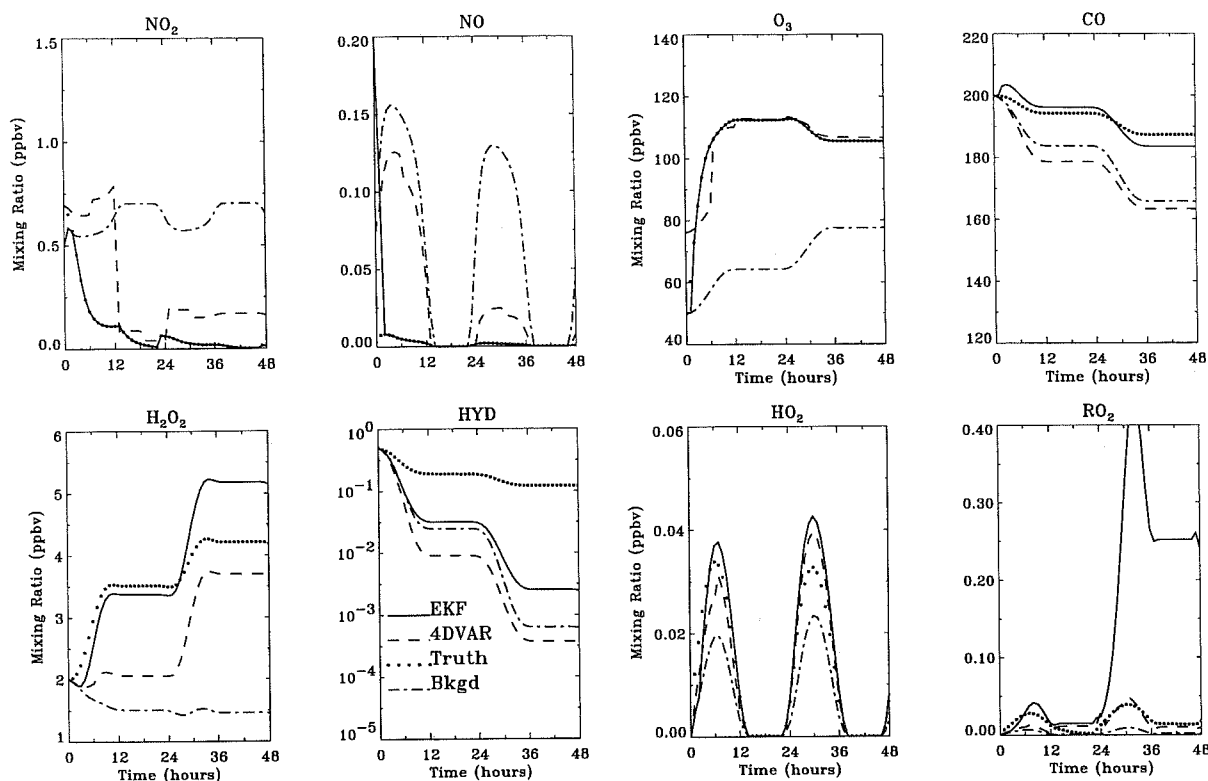 NO₂
1.5
1.0
0.5
0.0
Mixing Ratio (ppbv)
0 12 24 36 48
NO
0.20
0.15
0.10
0.05
0.00
0 12 24 36 48
O₃
140
120
100
80
60
40
Mixing Ratio (ppbv)
0 12 24 36 48
Time (hours)
CO
220
200
180
160
140
120
0 12 24 36 48
Time (hours)
H₂O₂
6
5
4
3
2
1
Mixing Ratio (ppbv)
0 12 24 36 48
Time (hours)
HYD
10⁰
10⁻¹
10⁻²
10⁻³
10⁻⁴
10⁻⁵
EKF
4DVAR
Truth
Bkgd
0 12 24 36 48
Time (hours)
HO₂
0.06
0.04
0.02
0.00
Mixing Ratio (ppbv)
0 12 24 36 48
Time (hours)
RO₂
0.40
0.30
0.20
0.10
0.00
0 12 24 36 48
Time (hours)